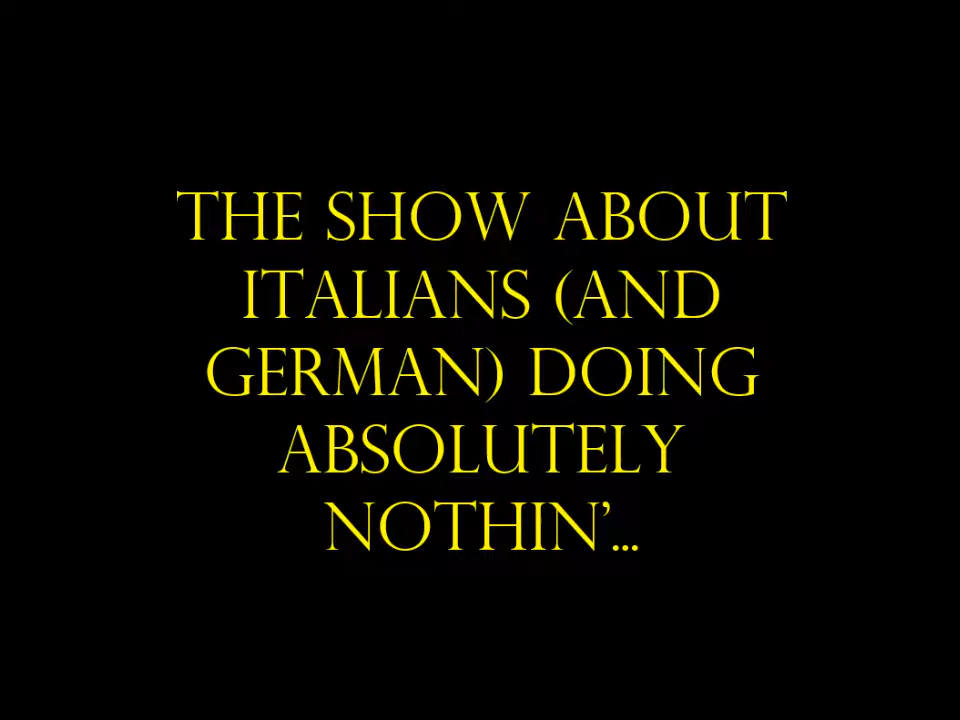 THE SHOW ABOUT
ITALIANS (AND
GERMAN) DOING
ABSOLUTELY
NOTHIN’...